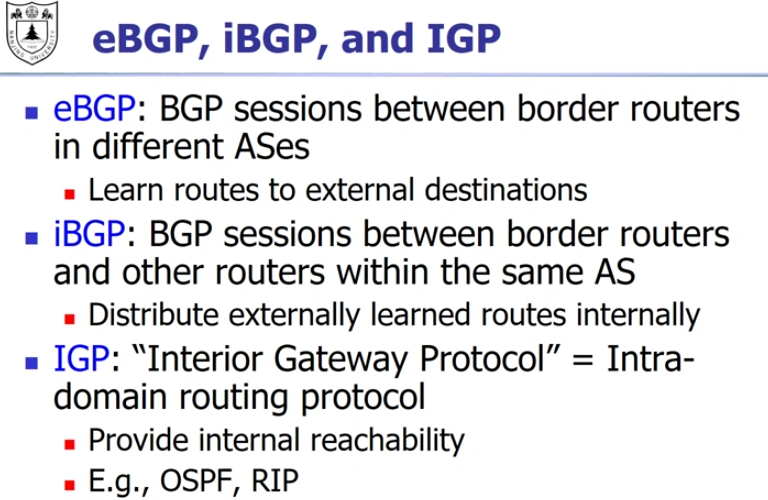 eBGP, iBGP, and IGP
eBGP: BGP sessions between border routers
in different ASes
Learn routes to external destinations
iBGP: BGP sessions between border routers
and other routers within the same AS
Distribute externally learned routes internally
IGP: “Interior Gateway Protocol” = Intra-
domain routing protocol
Provide internal reachability
E.g., OSPF, RIP